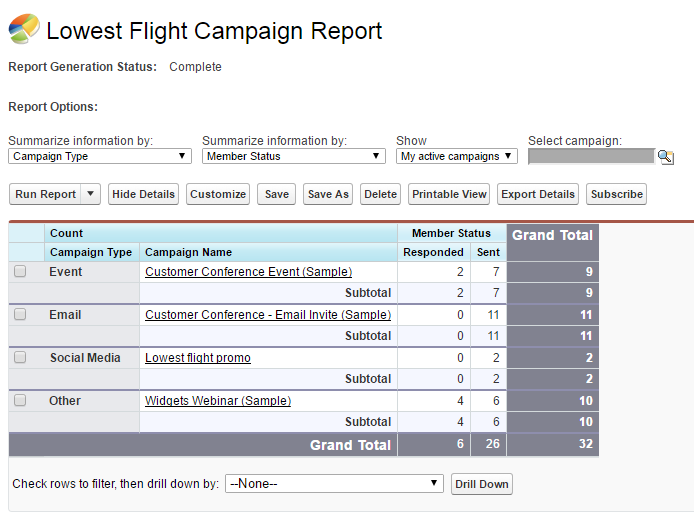 Lowest Flight Campaign Report
Report Generation Status: Complete
Report Options:
Summarize information by: Summarize information by: Show Select campaign:
Campaign Type Member Status My active campaigns
Run Report Hide Details Customize Save Save As Delete Printable View Export Details Subscribe
Count Member Status Grand Total
Campaign Type Campaign Name Responded Sent
Event Customer Conference Event (Sample) 2 7 9
Subtotal 2 7 9
Email Customer Conference - Email Invite (Sample) 0 11 11
Subtotal 0 11 11
Social Media Lowest flight promo 0 2 2
Subtotal 0 2 2
Other Widgets Webinar (Sample) 4 6 10
Subtotal 4 6 10
Grand Total 6 26 32
Check rows to filter, then drill down by: --None-- Drill Down